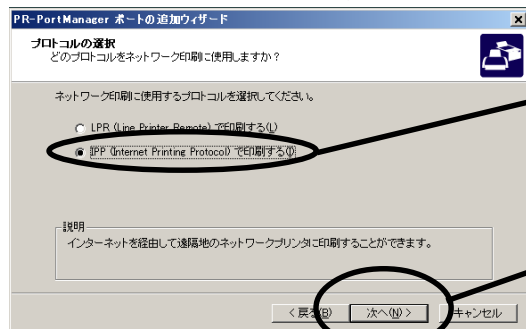 PR-PortManager ポートの追加ウィザード
プロトコルの選択
どのプロトコルをネットワーク印刷に使用しますか？
ネットワーク印刷に使用するプロトコルを選択してください。
LPR (Line Printer Remote) で印刷する(L)
IPP (Internet Printing Protocol) で印刷する(I)
説明
インターネットを経由して遠隔地のネットワークプリンタに印刷することができます。
< 戻る(B) 次へ(N) > キャンセル